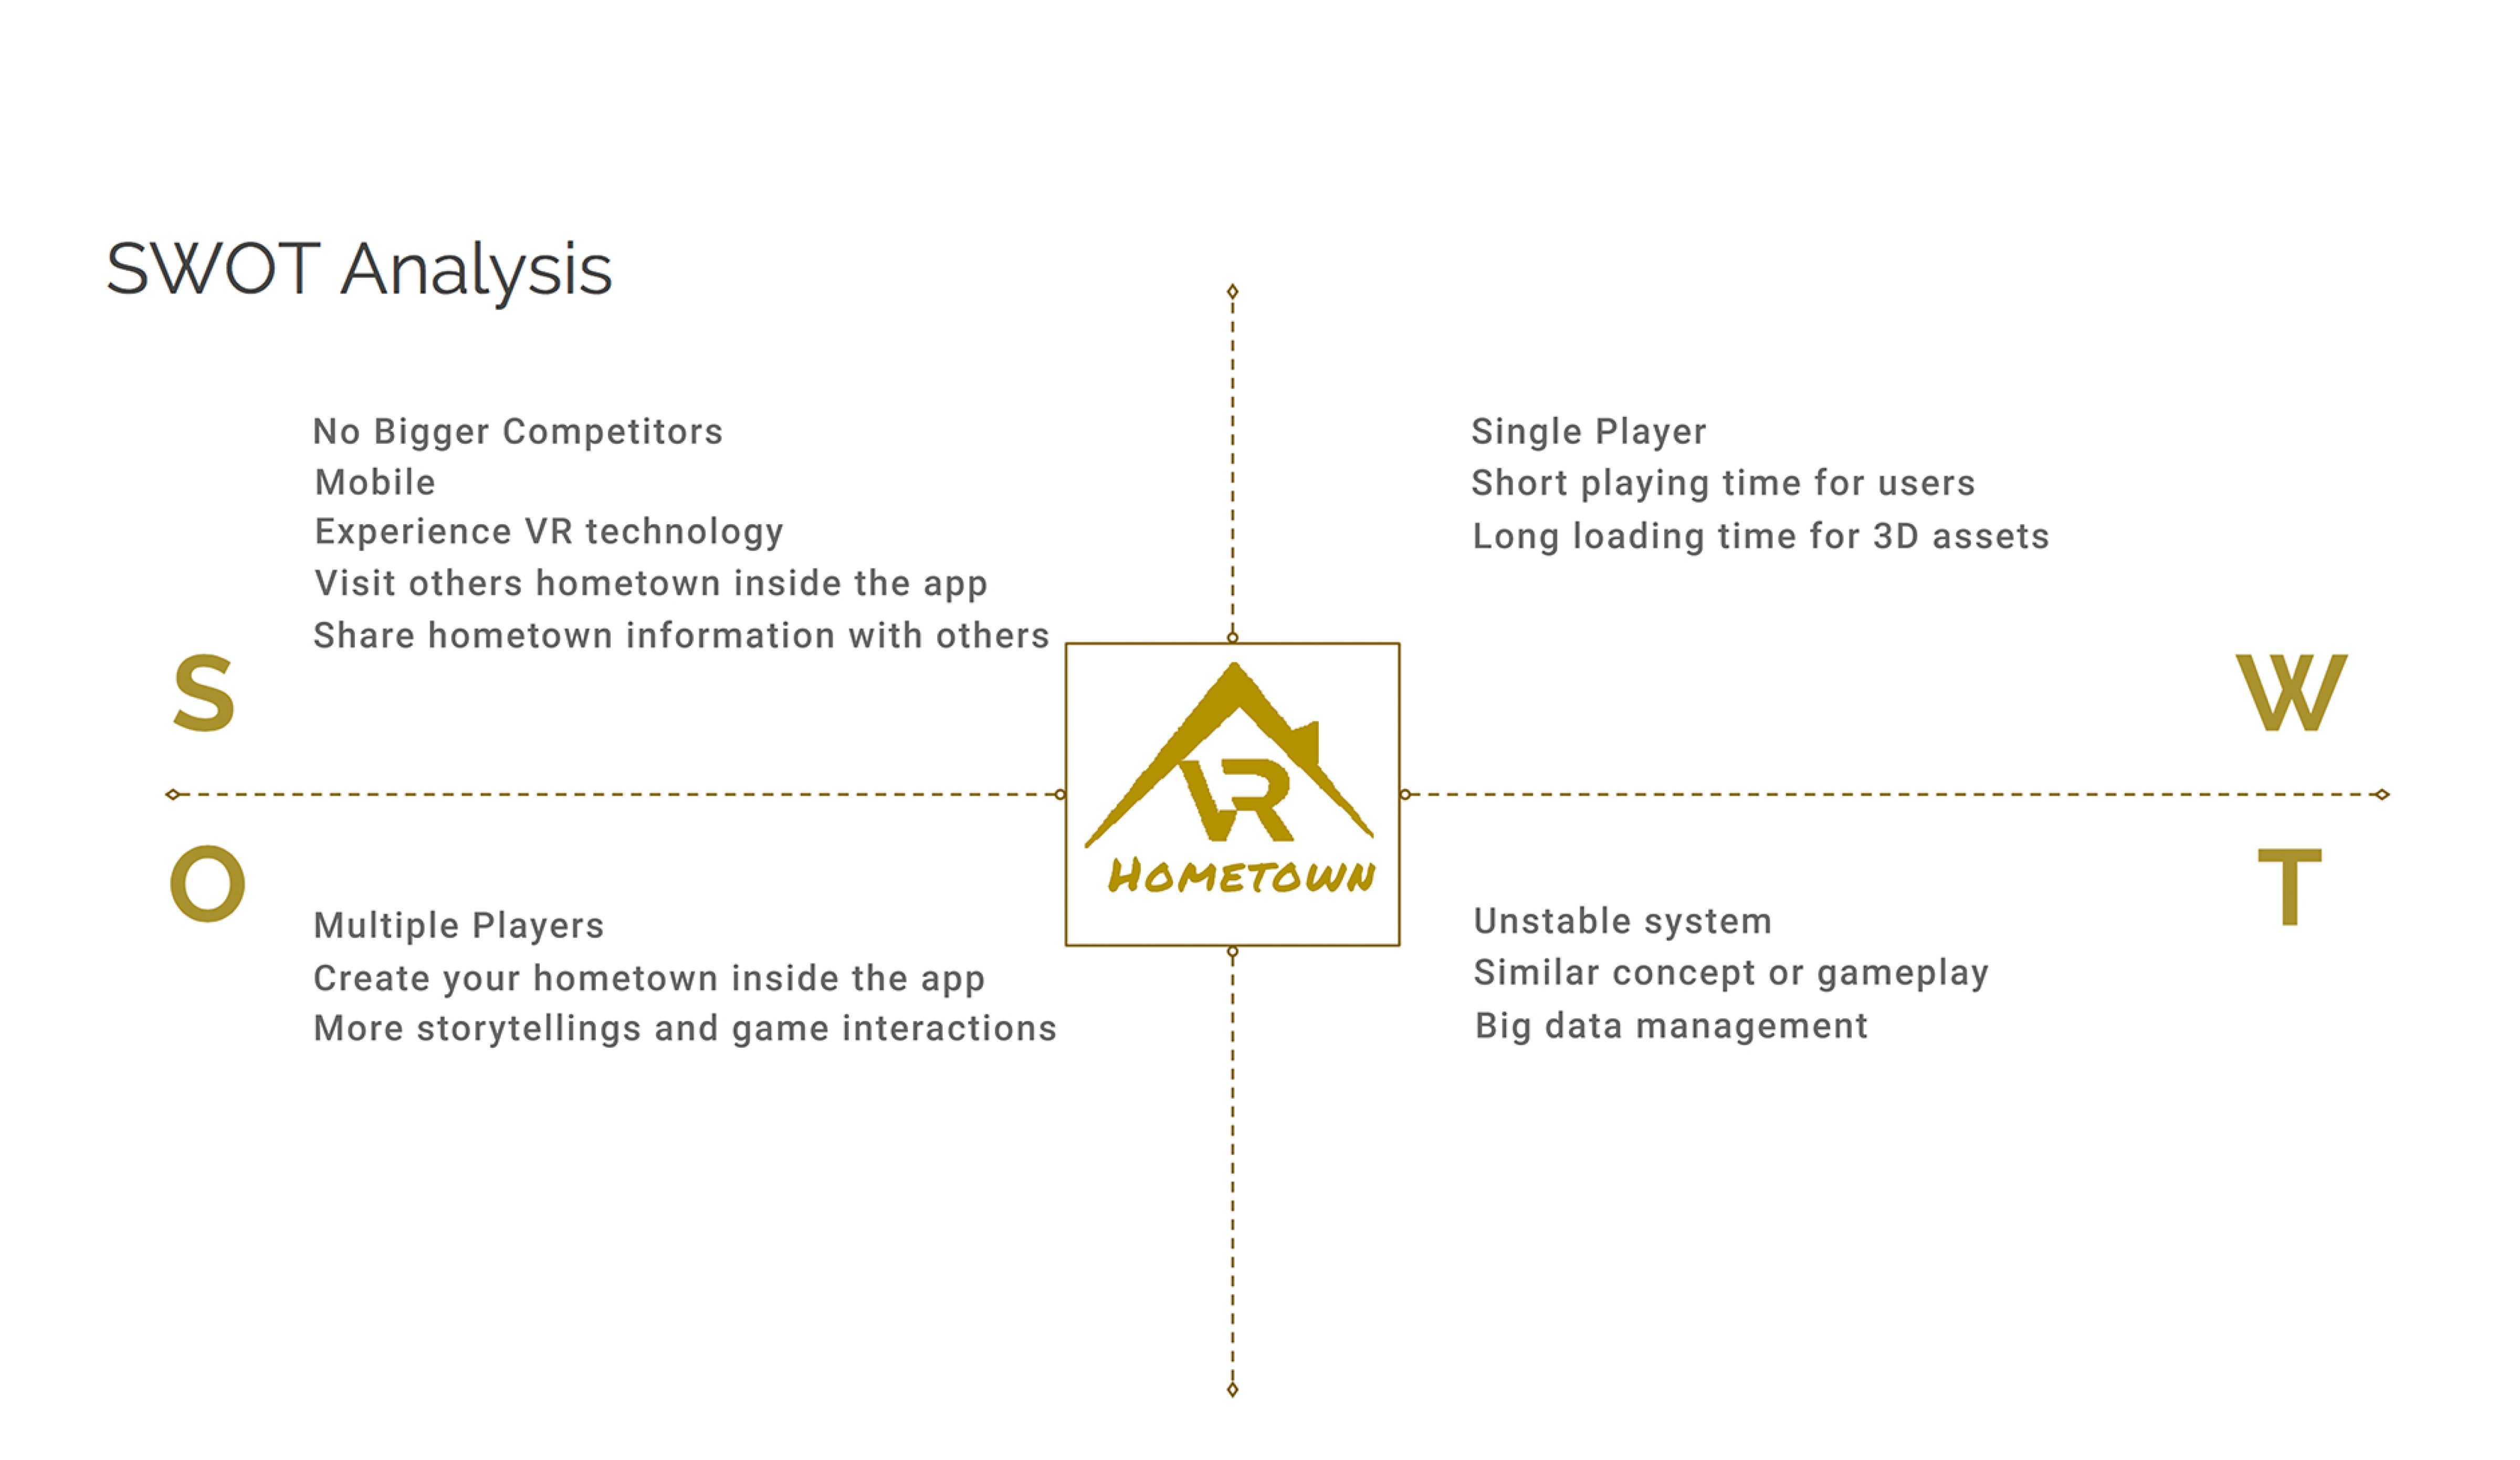 SWOT Analysis
No Bigger Competitors
Mobile
Experience VR technology
Visit others hometown inside the app
Share hometown information with others
S
Single Player
Short playing time for users
Long loading time for 3D assets
W
VR
HOMETOWN
O
Multiple Players
Create your hometown inside the app
More storytellings and game interactions
T
Unstable system
Similar concept or gameplay
Big data management